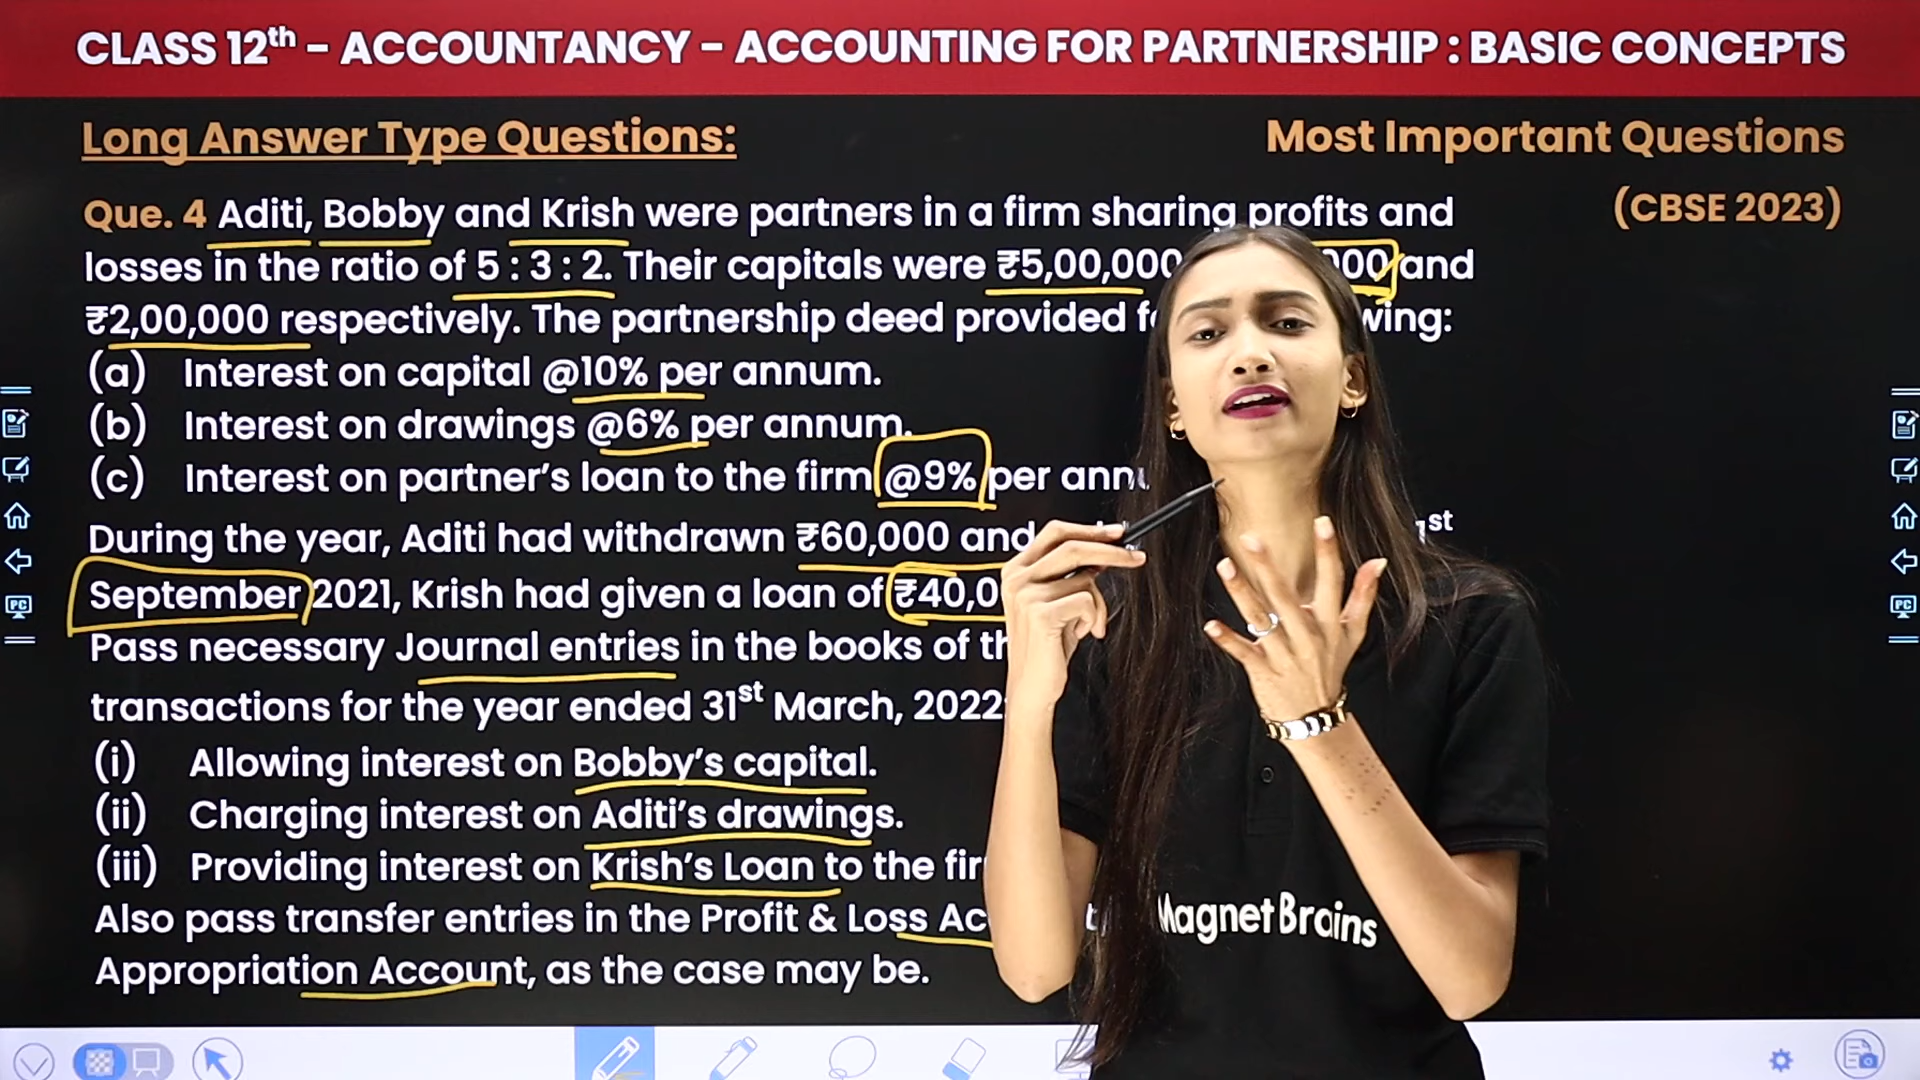 CLASS 12th - ACCOUNTANCY - ACCOUNTING FOR PARTNERSHIP : BASIC CONCEPTS
Long Answer Type Questions:
Most Important Questions
Que. 4 Aditi, Bobby and Krish were partners in a firm sharing profits and
(CBSE 2023)
losses in the ratio of 5 : 3 : 2. Their capitals were ₹5,00,000 and
₹2,00,000 respectively. The partnership deed provided
(a) Interest on capital @10% per annum.
(b) Interest on drawings @6% per annum.
(c) Interest on partner's loan to the firm @9% per
During the year, Aditi had withdrawn ₹60,000 and
September 2021, Krish had given a loan of
Pass necessary Journal entries in the books of
transactions for the year ended 31st March, 2022
(i) Allowing interest on Bobby's capital.
(ii) Charging interest on Aditi's drawings.
(iii) Providing interest on Krish's Loan to the
Also pass transfer entries in the Profit & Loss
Appropriation Account, as the case may be.
Magnet Brains
PC
PC